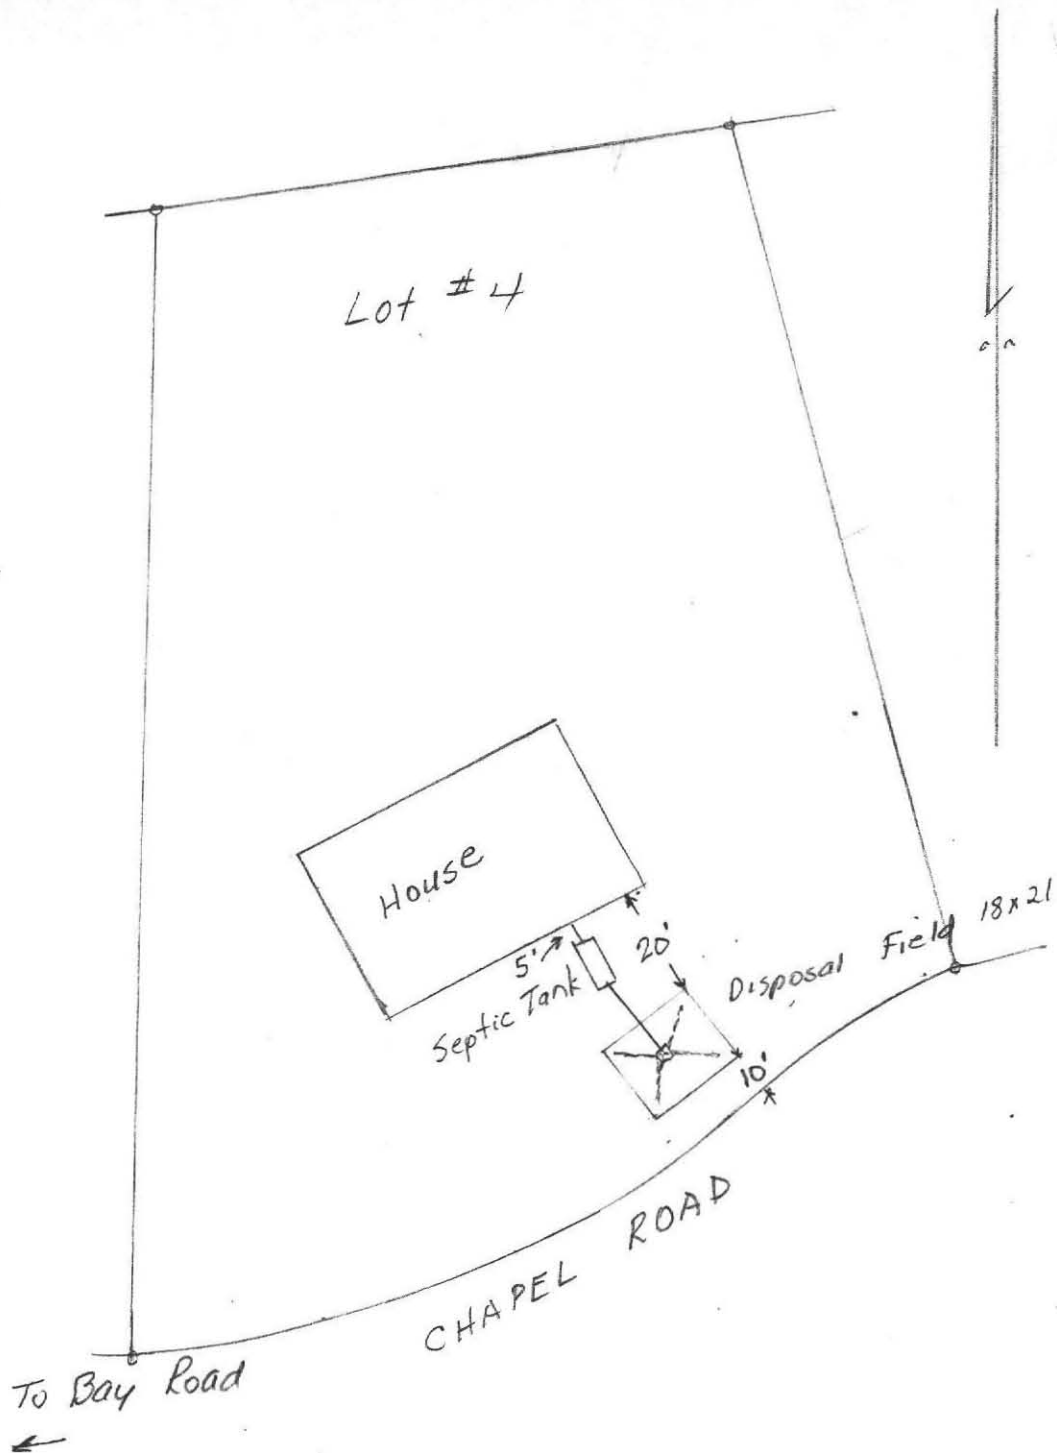 Lot #4
House
5'
20'
Septic Tank
Disposal Field 18x21
10'
CHAPEL ROAD
To Bay Road